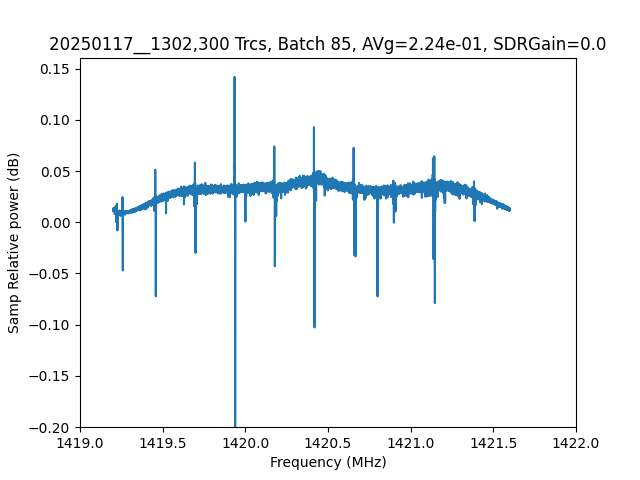 20250117__1302,300 Trcs, Batch 85, AVg=2.24e-01, SDRGain=0.0
Samp Relative power (dB)
0.15
0.10
0.05
0.00
−0.05
−0.10
−0.15
−0.20
1419.0 1419.5 1420.0 1420.5 1421.0 1421.5 1422.0
Frequency (MHz)